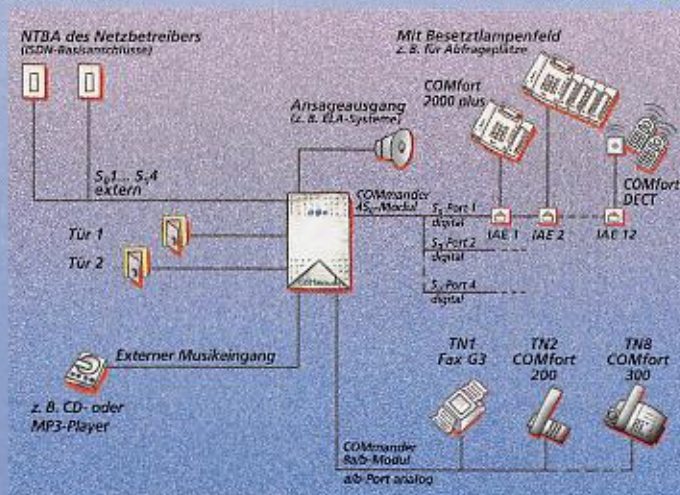 NTBA des Netzbetreibers
(ISDN-Basisanschlüsse)
Mit Besetztlampenfeld
z. B. für Abfrageplätze
COMfort
2000 plus
Ansageausgang
(z. B. ELA-Systeme)
S₀1... S₀4
extern
COMmander
4S₀-Modul
S₀-Port 1
digital
IAE 1
IAE 2
IAE 12
COMfort
DECT
S₀-Port 2
digital
S₀-Port 4
digital
Tür 1
Tür 2
Externer Musikeingang
z. B. CD- oder
MP3-Player
TN1
Fax G3
TN2
COMfort
200
TN8
COMfort
300
COMmander
8a/b-Modul
a/b-Port analog